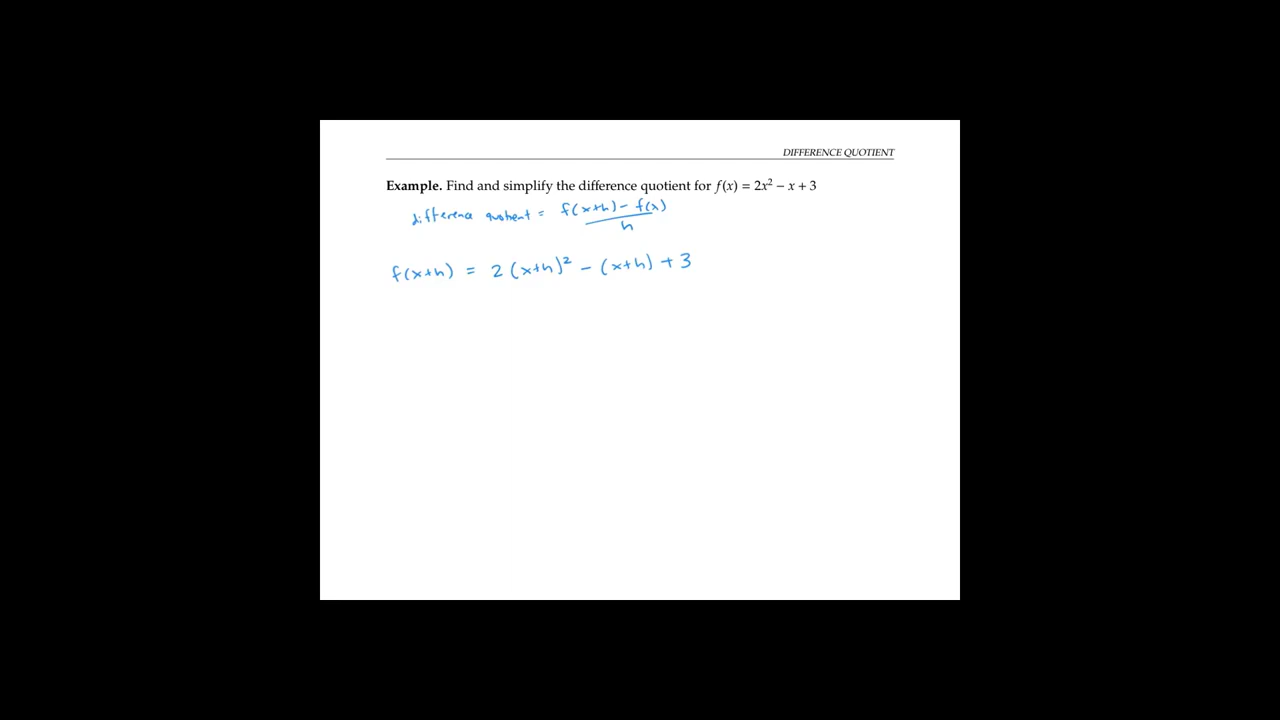 DIFFERENCE QUOTIENT
Example. Find and simplify the difference quotient for f(x) = 2x² − x + 3
difference quotient = f(x+h) − f(x) / h
f(x+h) = 2(x+h)² − (x+h) + 3